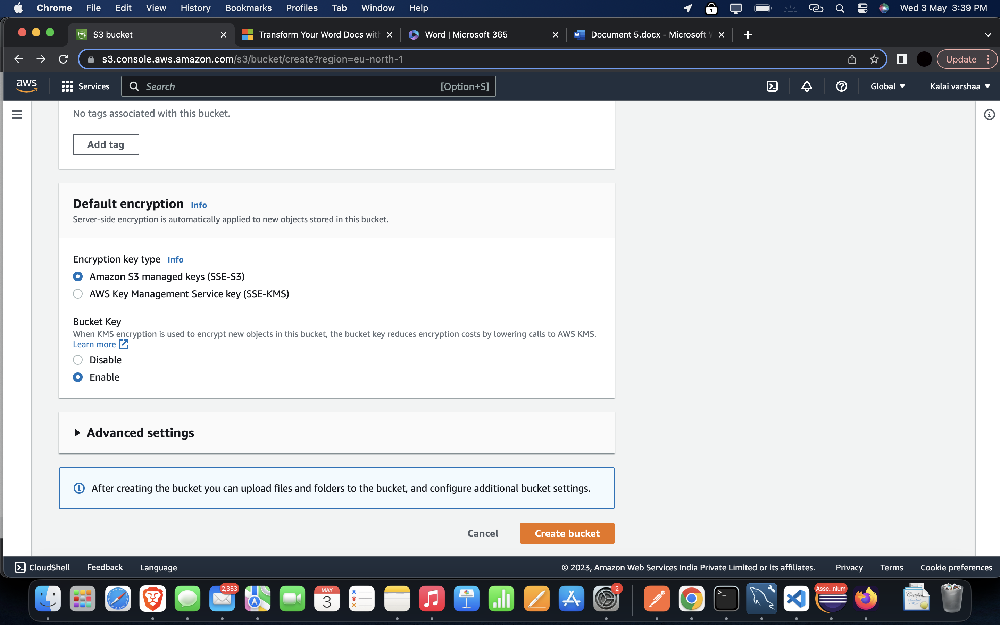 Chrome File Edit View History Bookmarks Profiles Tab Window Help Wed 3 May 3:39 PM
S3 bucket Transform Your Word Docs with Word | Microsoft 365 Document 5.docx - Microsoft W
s3.console.aws.amazon.com/s3/bucket/create?region=eu-north-1 Update
aws Services Search [Option+S] Global Kalai varshaa
No tags associated with this bucket.
Add tag
Default encryption Info
Server-side encryption is automatically applied to new objects stored in this bucket.
Encryption key type Info
Amazon S3 managed keys (SSE-S3)
AWS Key Management Service key (SSE-KMS)
Bucket Key
When KMS encryption is used to encrypt new objects in this bucket, the bucket key reduces encryption costs by lowering calls to AWS KMS.
Learn more
Disable
Enable
Advanced settings
After creating the bucket you can upload files and folders to the bucket, and configure additional bucket settings.
Cancel Create bucket
CloudShell Feedback Language © 2023, Amazon Web Services India Private Limited or its affiliates. Privacy Terms Cookie preferences
2,353 MAY 3 2 Asse...nium